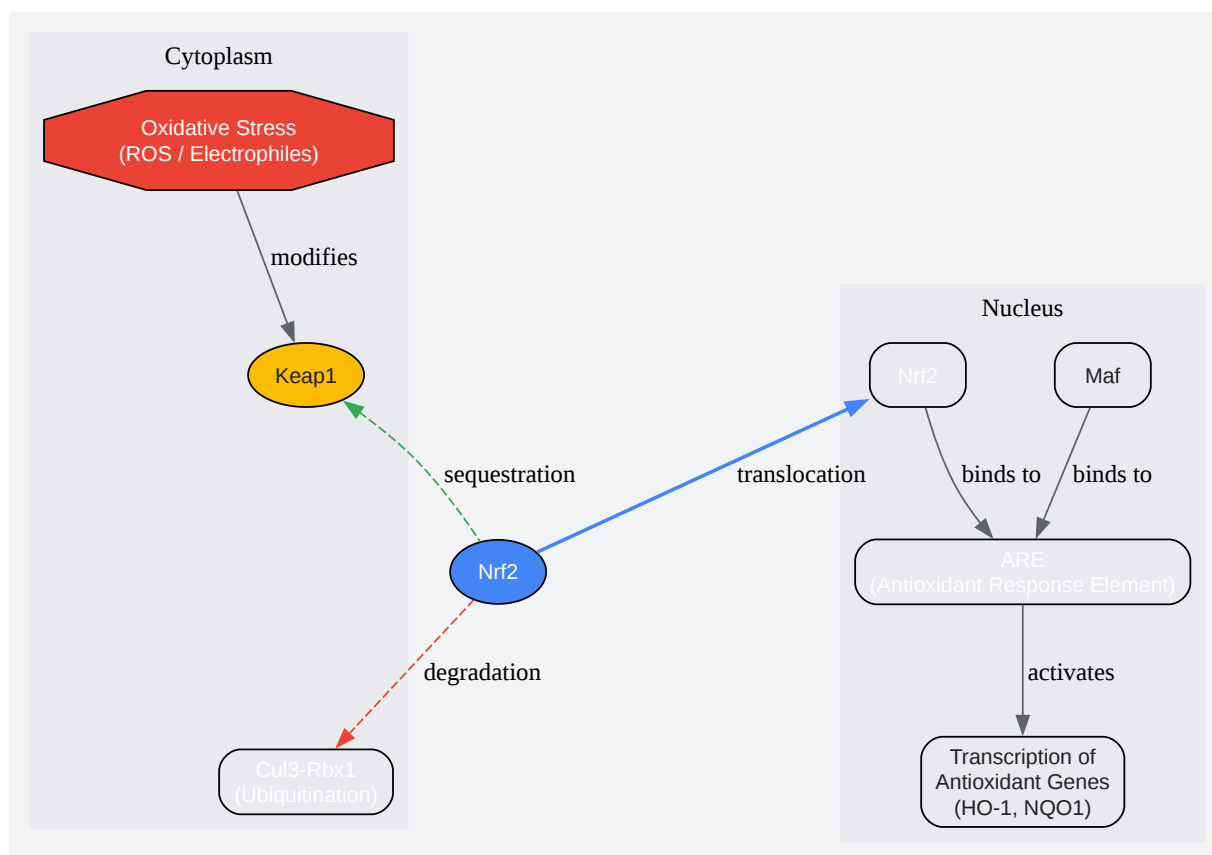 Cytoplasm
Oxidative Stress
(ROS / Electrophiles)
modifies
Keap1
sequestration
Nrf2
degradation
Cul3-Rbx1
(Ubiquitination)
translocation
Nucleus
Nrf2
Maf
binds to
binds to
ARE
(Antioxidant Response Element)
activates
Transcription of
Antioxidant Genes
(HO-1, NQO1)